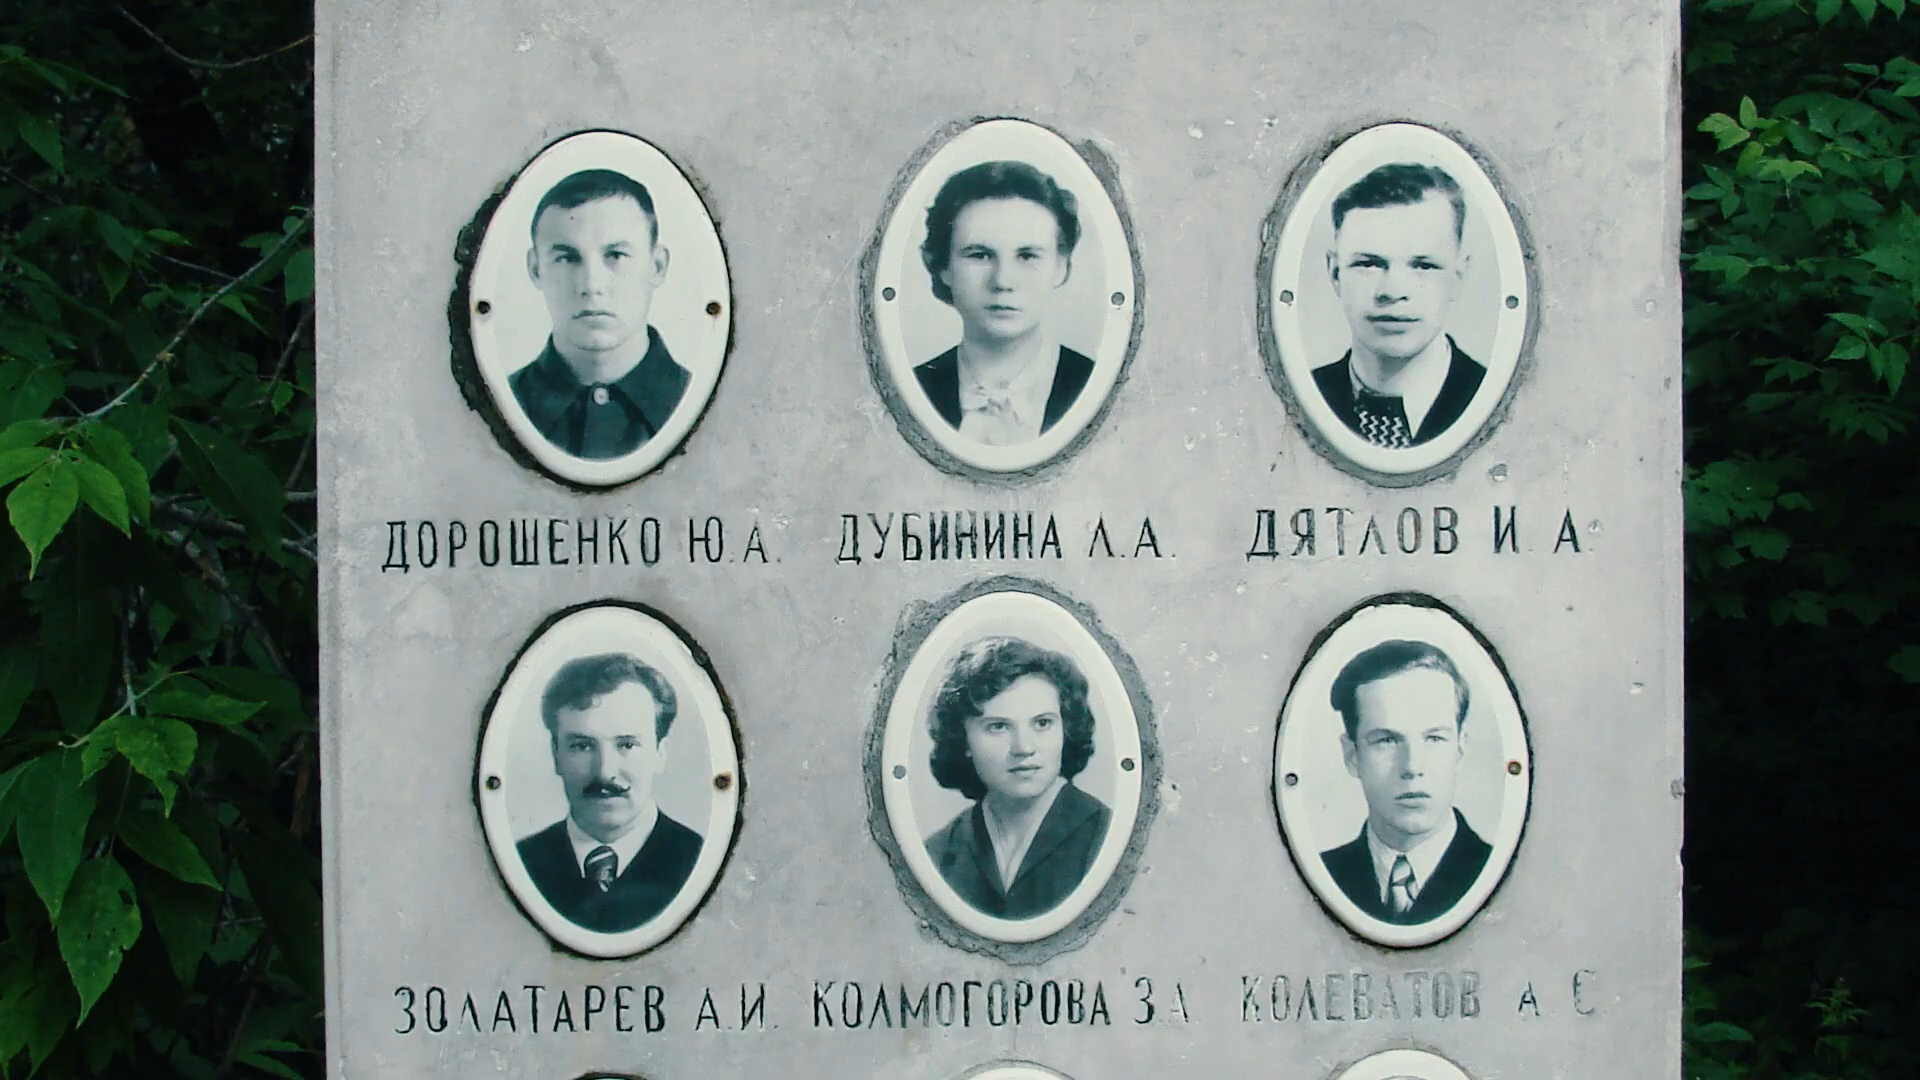 ДОРОШЕНКО Ю.А. ДУБИНИНА Л.А. ДЯТЛОВ И.А.
ЗОЛАТАРЕВ А.И. КОЛМОГОРОВА З.А КОЛЕВАТОВ А.С.